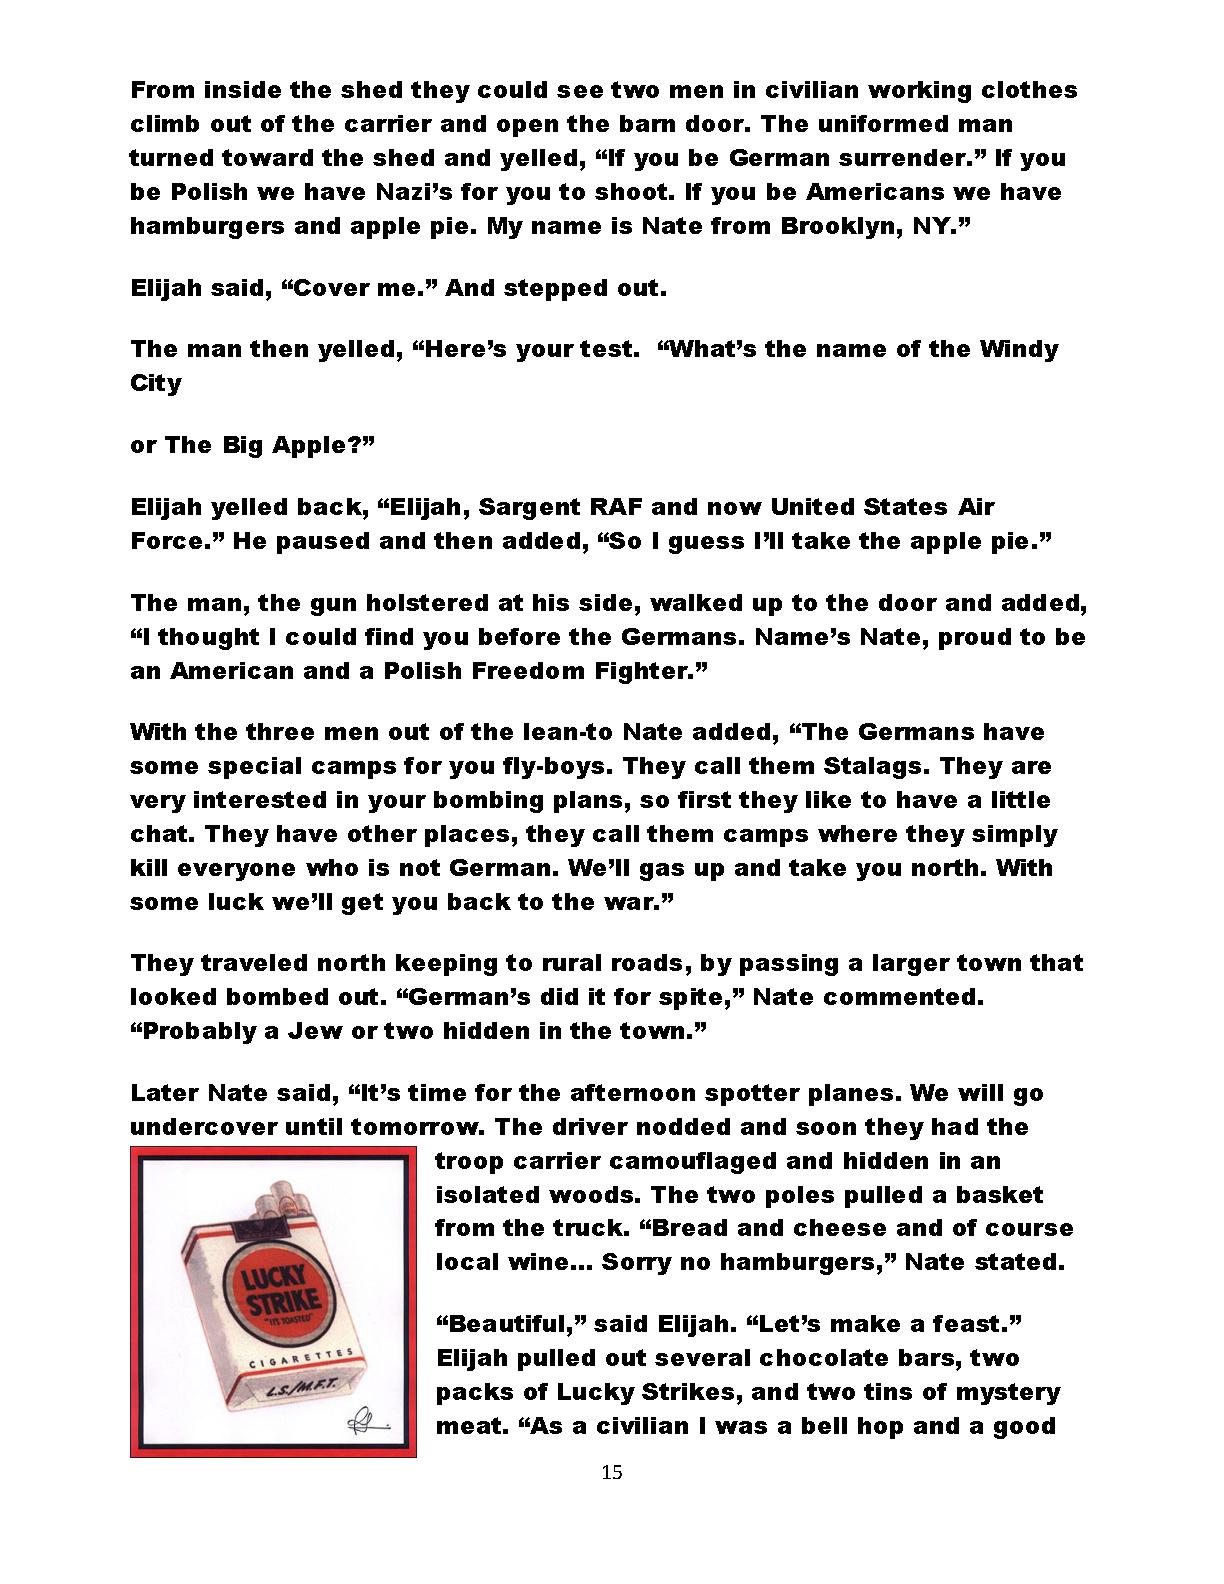 From inside the shed they could see two men in civilian working clothes
climb out of the carrier and open the barn door. The uniformed man
turned toward the shed and yelled, “If you be German surrender.” If you
be Polish we have Nazi’s for you to shoot. If you be Americans we have
hamburgers and apple pie. My name is Nate from Brooklyn, NY.”
Elijah said, “Cover me.” And stepped out.
The man then yelled, “Here’s your test.  “What’s the name of the Windy
City
or The Big Apple?”
Elijah yelled back, “Elijah, Sargent RAF and now United States Air
Force.” He paused and then added, “So I guess I’ll take the apple pie.”
The man, the gun holstered at his side, walked up to the door and added,
“I thought I could find you before the Germans. Name’s Nate, proud to be
an American and a Polish Freedom Fighter.”
With the three men out of the lean-to Nate added, “The Germans have
some special camps for you fly-boys. They call them Stalags. They are
very interested in your bombing plans, so first they like to have a little
chat. They have other places, they call them camps where they simply
kill everyone who is not German. We’ll gas up and take you north. With
some luck we’ll get you back to the war.”
They traveled north keeping to rural roads, by passing a larger town that
looked bombed out. “German’s did it for spite,” Nate commented.
“Probably a Jew or two hidden in the town.”
Later Nate said, “It’s time for the afternoon spotter planes. We will go
undercover until tomorrow. The driver nodded and soon they had the
troop carrier camouflaged and hidden in an
isolated woods. The two poles pulled a basket
from the truck. “Bread and cheese and of course
local wine… Sorry no hamburgers,” Nate stated.
“Beautiful,” said Elijah. “Let’s make a feast.”
Elijah pulled out several chocolate bars, two
packs of Lucky Strikes, and two tins of mystery
meat. “As a civilian I was a bell hop and a good
LUCKY
STRIKE
"IT'S TOASTED"
CIGARETTES
L.S./M.F.T.
15